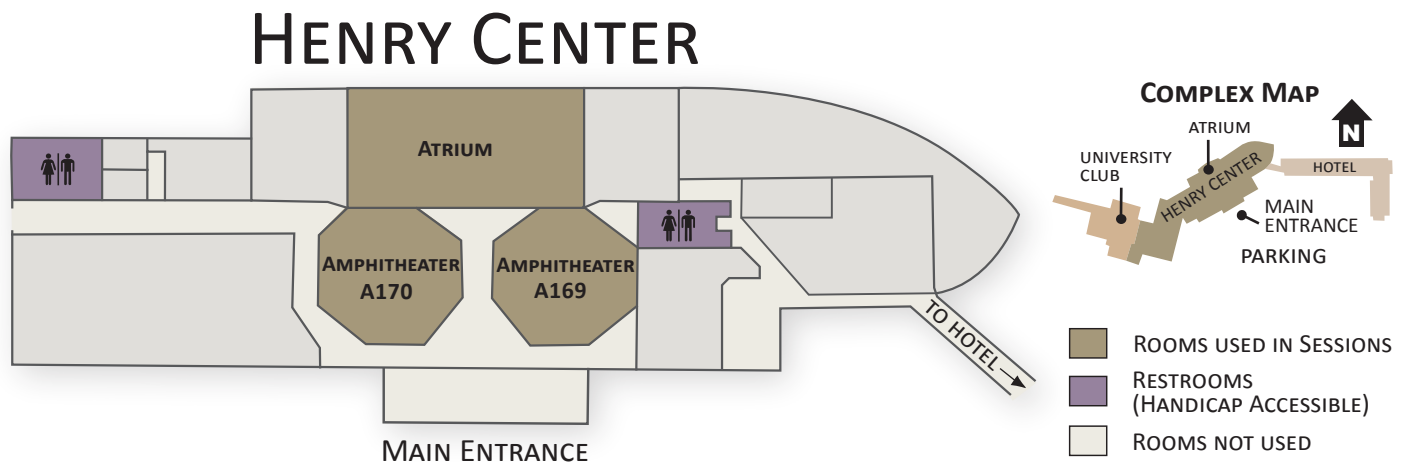 HENRY CENTER
ATRIUM
AMPHITHEATER
A170
AMPHITHEATER
A169
TO HOTEL
MAIN ENTRANCE
COMPLEX MAP
N
ATRIUM
UNIVERSITY
CLUB
HENRY CENTER
HOTEL
MAIN
ENTRANCE
PARKING
ROOMS USED IN SESSIONS
RESTROOMS
(HANDICAP ACCESSIBLE)
ROOMS NOT USED